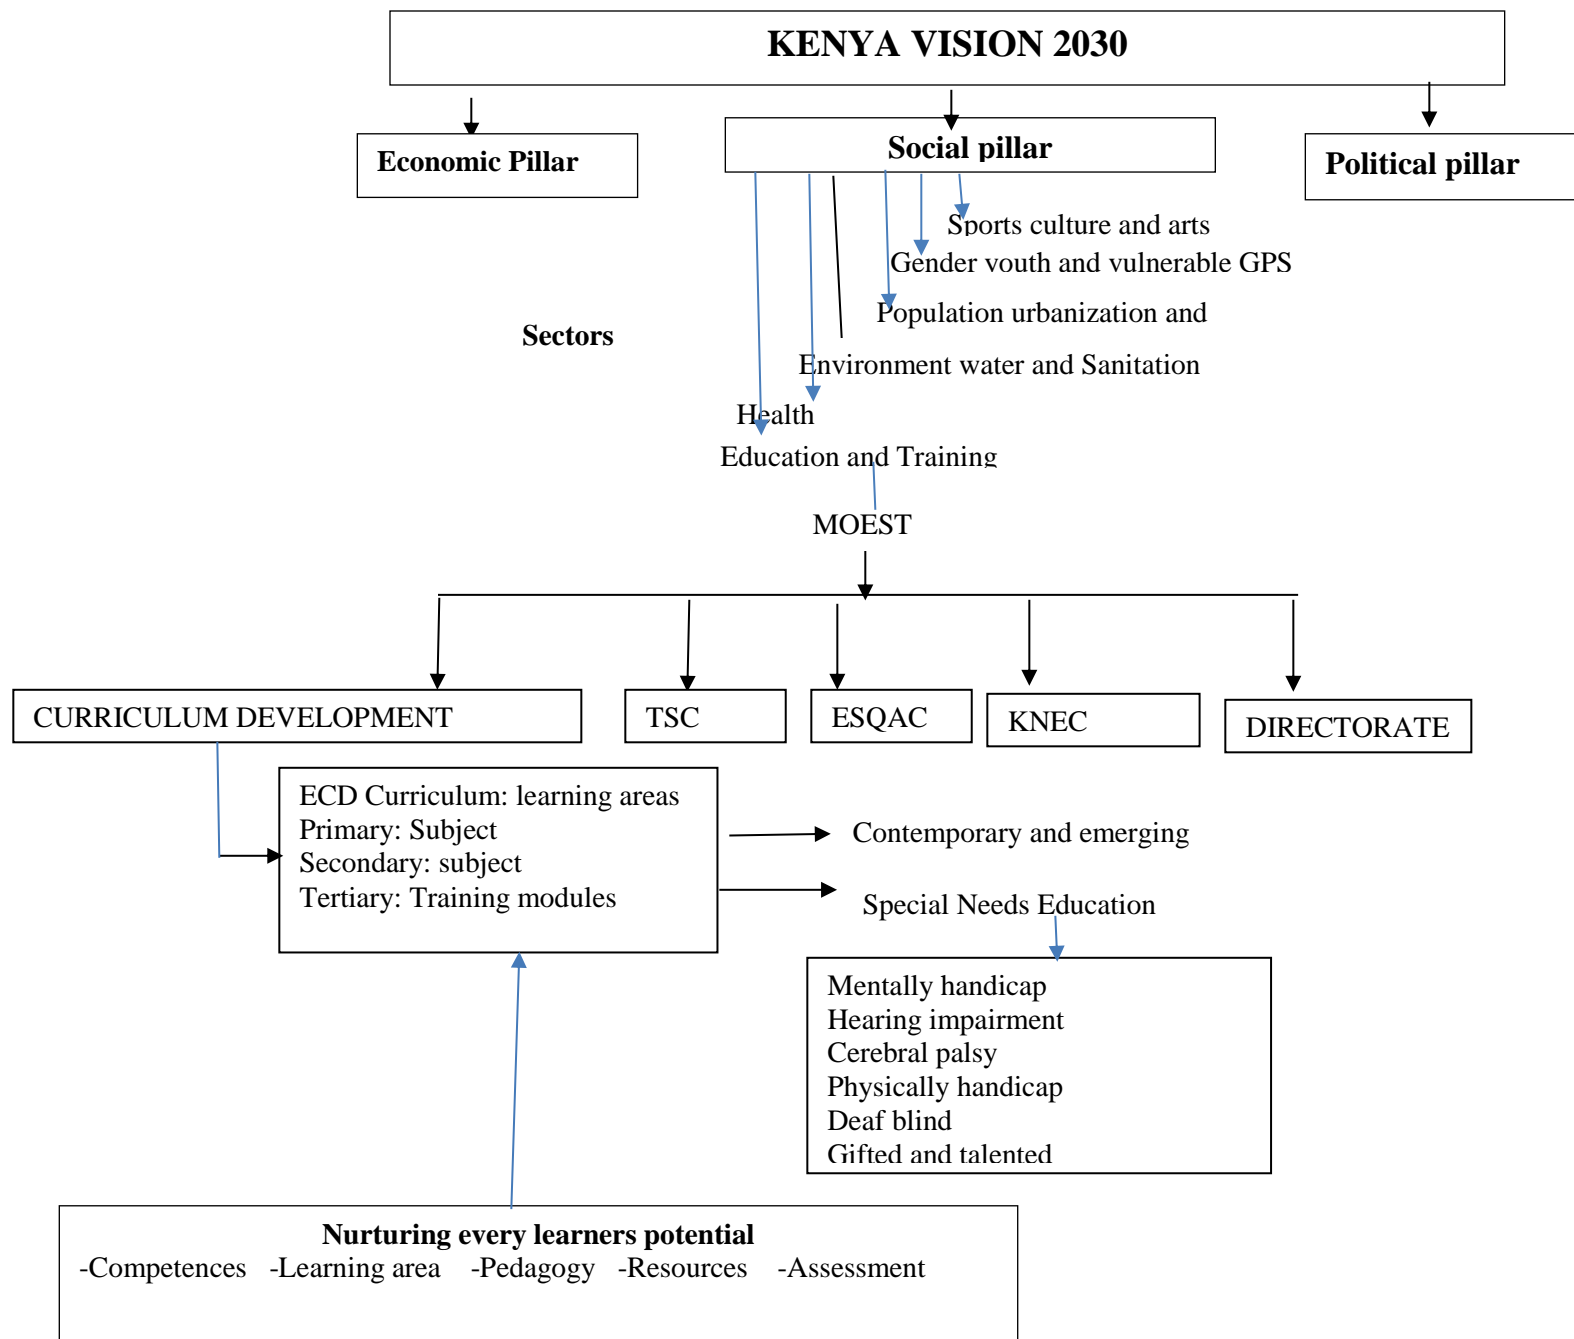 KENYA VISION 2030
Economic Pillar
Social pillar
Political pillar
Sports culture and arts
Gender youth and vulnerable GPS
Population urbanization and
Sectors
Environment water and Sanitation
Health
Education and Training
MOEST
CURRICULUM DEVELOPMENT
TSC
ESQAC
KNEC
DIRECTORATE
ECD Curriculum: learning areas
Primary: Subject
Secondary: subject
Tertiary: Training modules
Contemporary and emerging
Special Needs Education
Mentally handicap
Hearing impairment
Cerebral palsy
Physically handicap
Deaf blind
Gifted and talented
Nurturing every learners potential
-Competences -Learning area -Pedagogy -Resources -Assessment